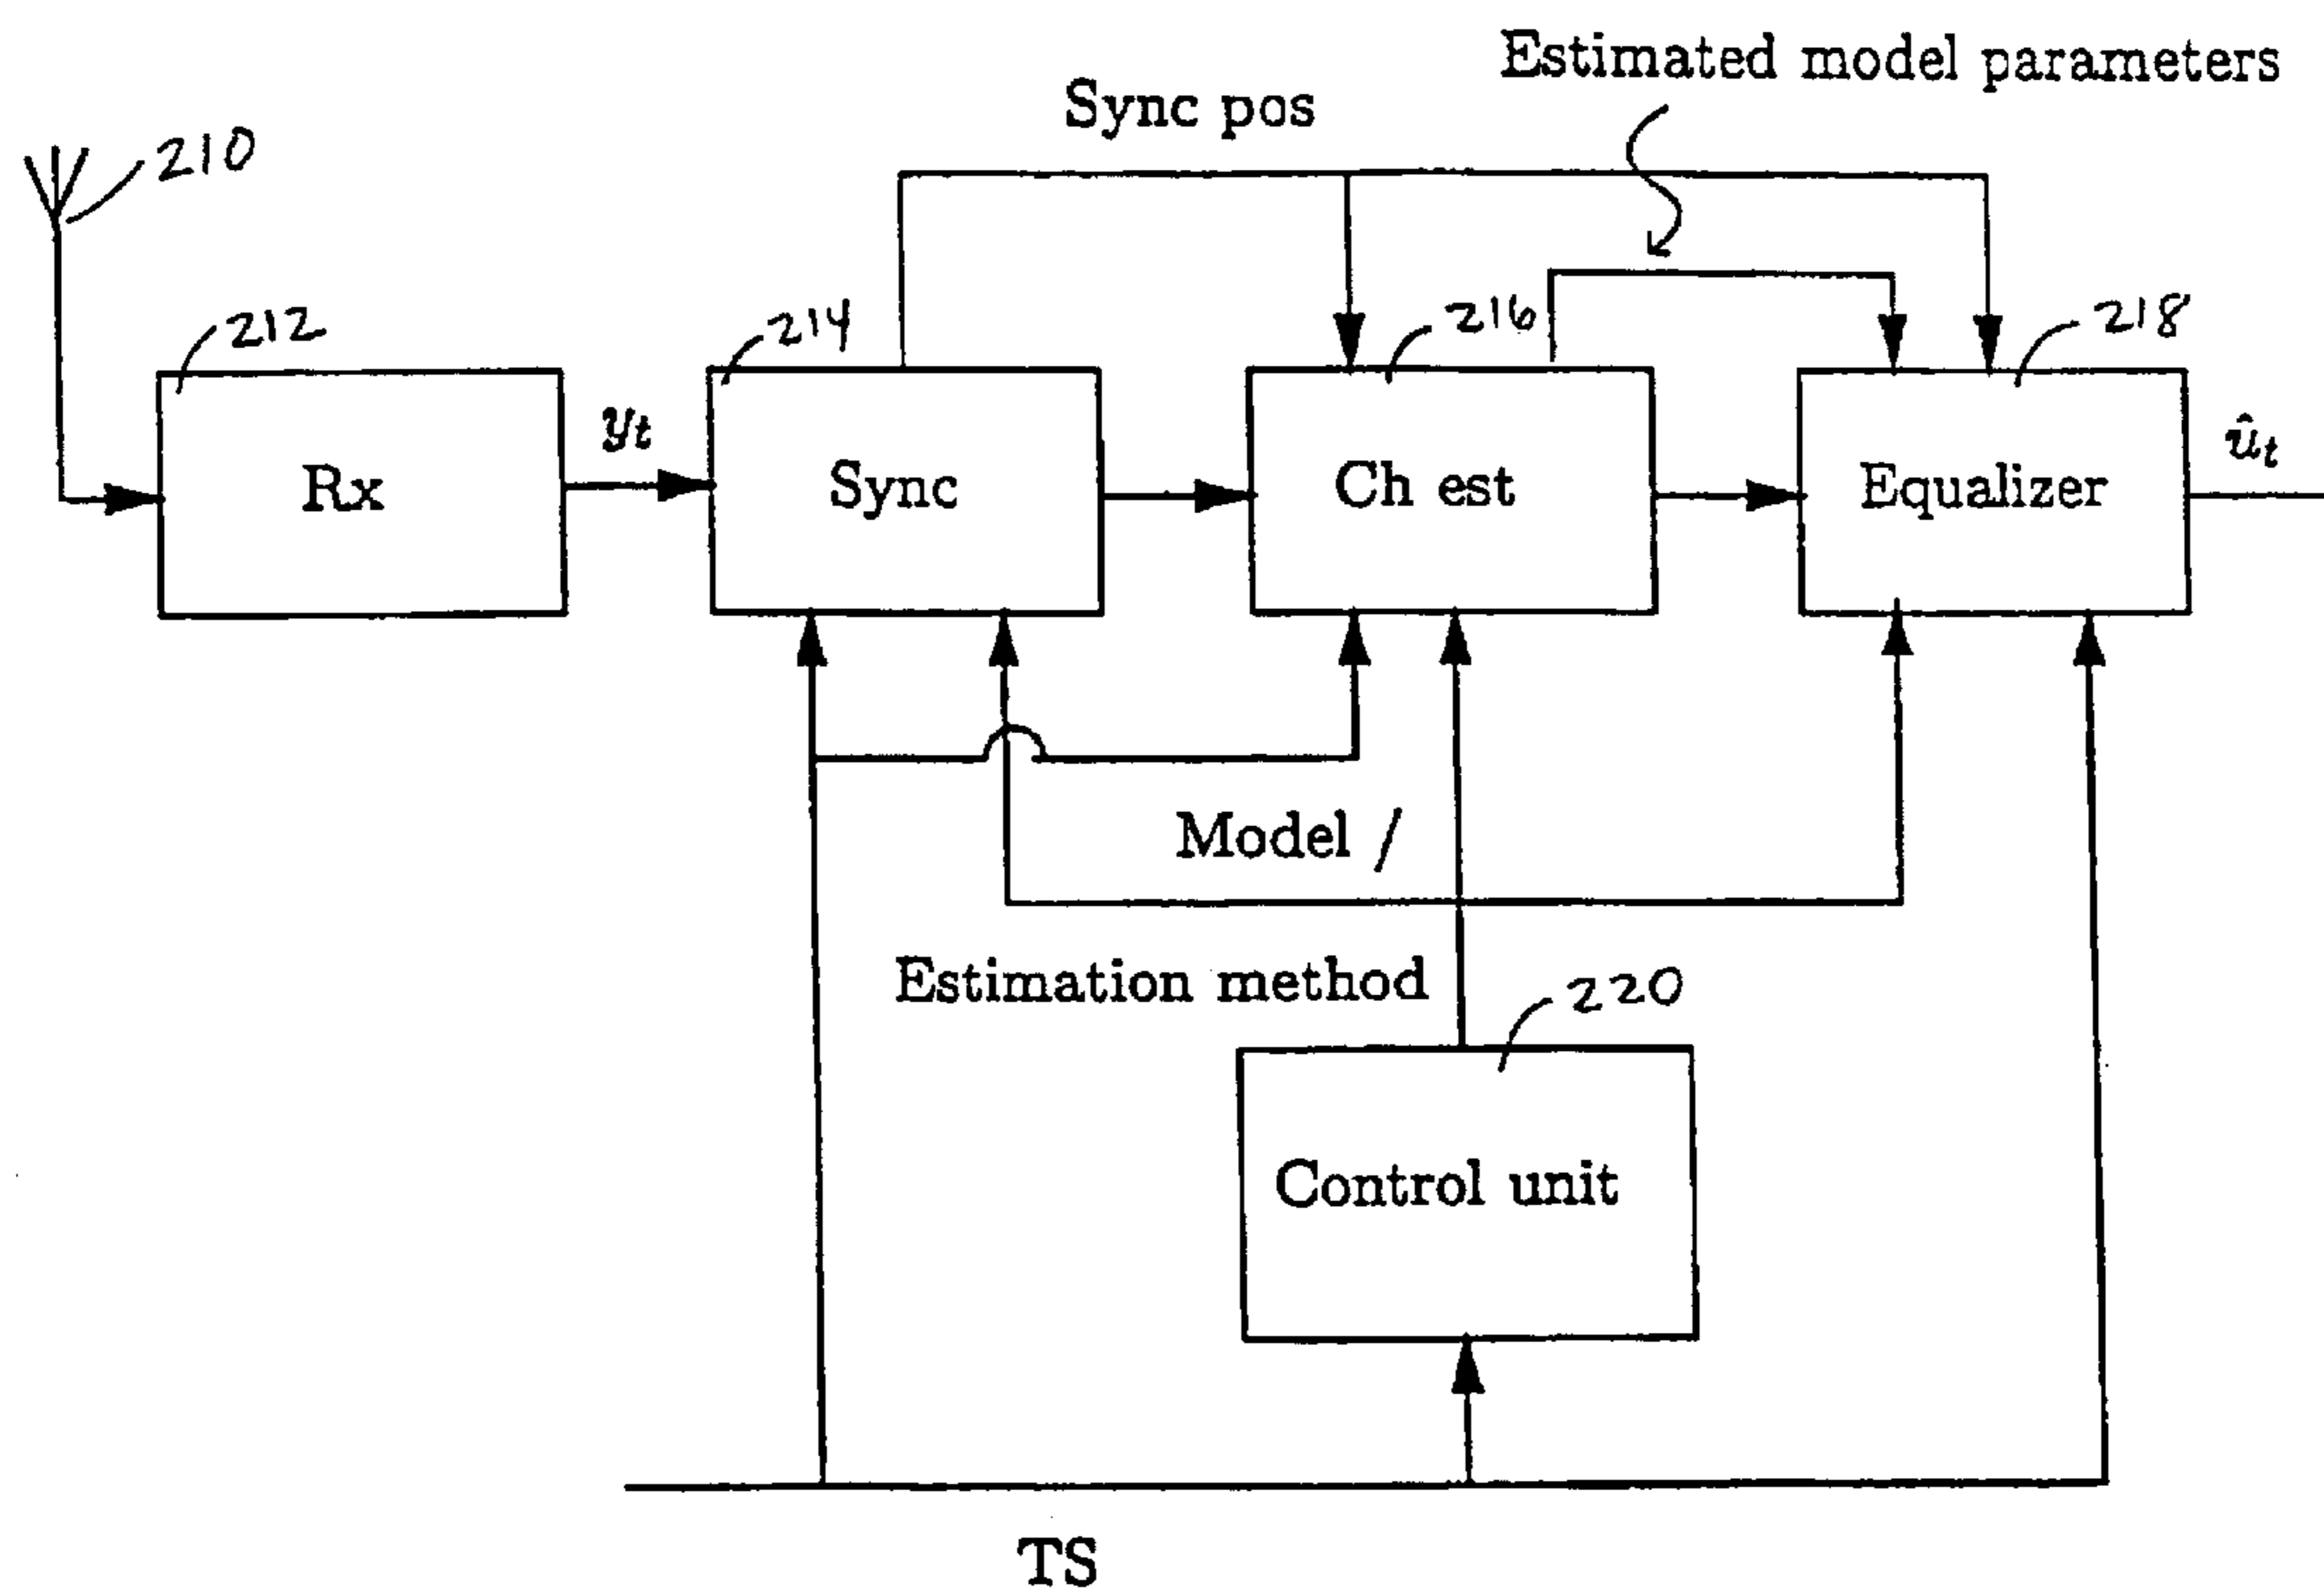 Estimated model parameters
Sync pos
210
212
214
216
218
yt
ût
Rx
Sync
Ch est
Equalizer
Model /
Estimation method
220
Control unit
TS